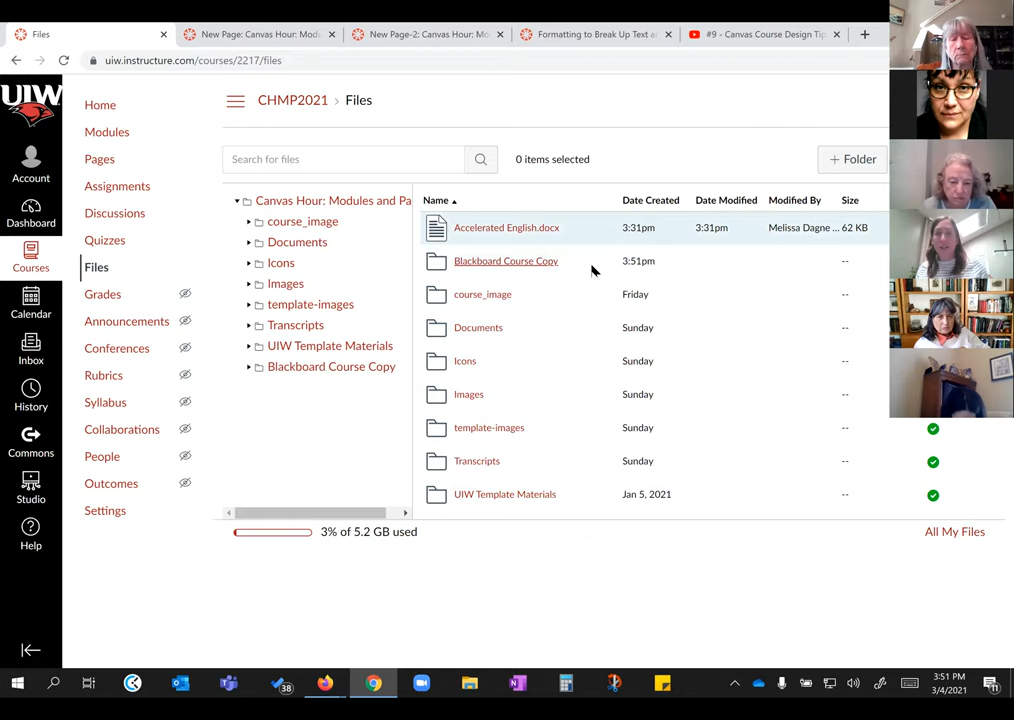 Files
New Page: Canvas Hour: Modu
New Page-2: Canvas Hour: Mo
Formatting to Break Up Text a
#9 - Canvas Course Design Tip
uiw.instructure.com/courses/2217/files
UIW
Account
Dashboard
Courses
Calendar
Inbox
History
Commons
Studio
Help
Home
Modules
Pages
Assignments
Discussions
Quizzes
Files
Grades
Announcements
Conferences
Rubrics
Syllabus
Collaborations
People
Outcomes
Settings
CHMP2021 › Files
Search for files
0 items selected
+ Folder
Canvas Hour: Modules and Pa
course_image
Documents
Icons
Images
template-images
Transcripts
UIW Template Materials
Blackboard Course Copy
Name Date Created Date Modified Modified By Size
Accelerated English.docx 3:31pm 3:31pm Melissa Dagne ... 62 KB
Blackboard Course Copy 3:51pm --
course_image Friday --
Documents Sunday --
Icons Sunday --
Images Sunday --
template-images Sunday --
Transcripts Sunday --
UIW Template Materials Jan 5, 2021 --
3% of 5.2 GB used
All My Files
38
3:51 PM
3/4/2021
11